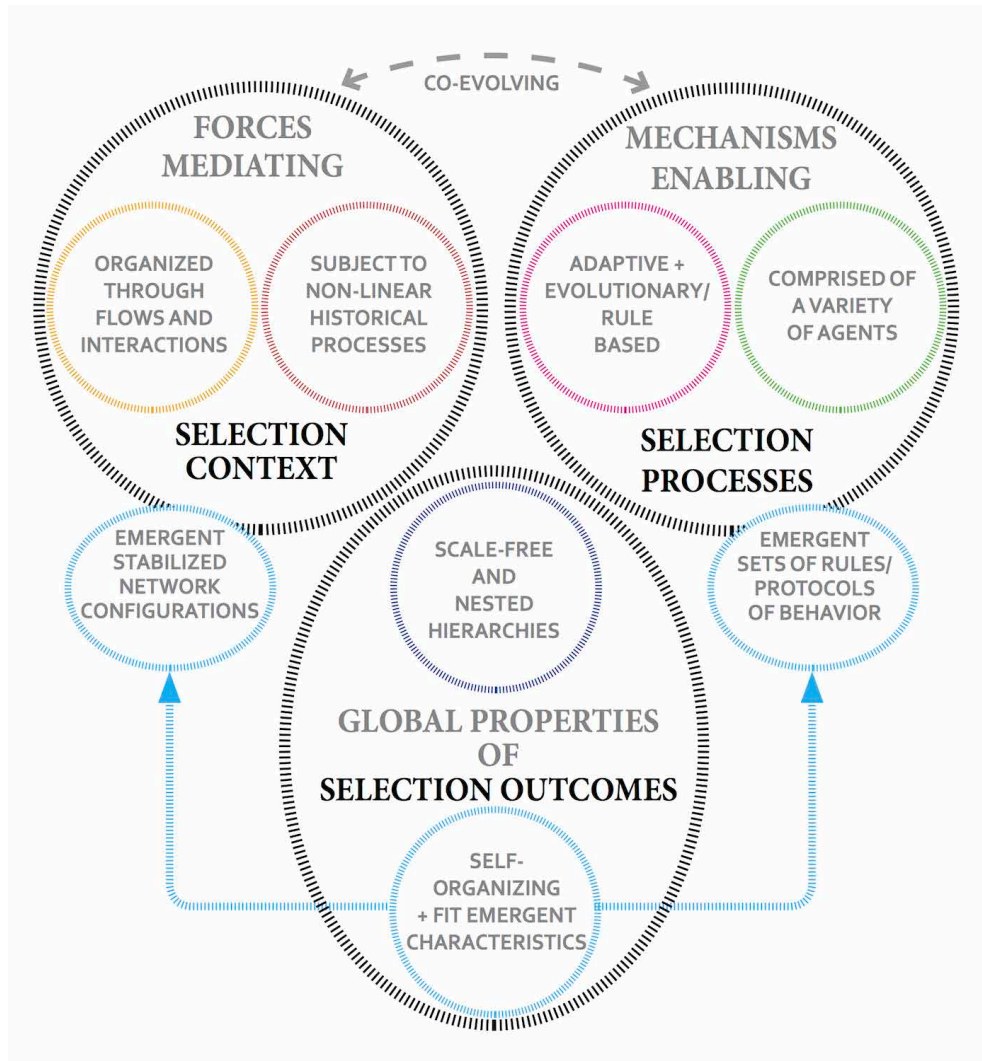 CO-EVOLVING
FORCES
MEDIATING
ORGANIZED
THROUGH
FLOWS AND
INTERACTIONS
SUBJECT TO
NON-LINEAR
HISTORICAL
PROCESSES
SELECTION
CONTEXT
MECHANISMS
ENABLING
ADAPTIVE +
EVOLUTIONARY/
RULE
BASED
COMPRISED OF
A VARIETY
OF AGENTS
SELECTION
PROCESSES
EMERGENT
STABILIZED
NETWORK
CONFIGURATIONS
SCALE-FREE
AND
NESTED
HIERARCHIES
EMERGENT
SETS OF RULES/
PROTOCOLS
OF BEHAVIOR
GLOBAL PROPERTIES
OF
SELECTION OUTCOMES
SELF-
ORGANIZING
+ FIT EMERGENT
CHARACTERISTICS